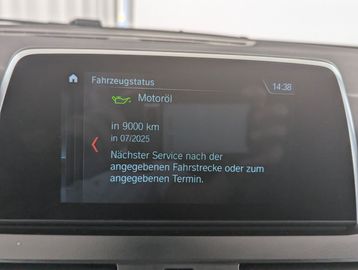 Fahrzeugstatus
14:38
Motoröl
in 9000 km
in 07/2025
Nächster Service nach der
angegebenen Fahrstrecke oder zum
angegebenen Termin.